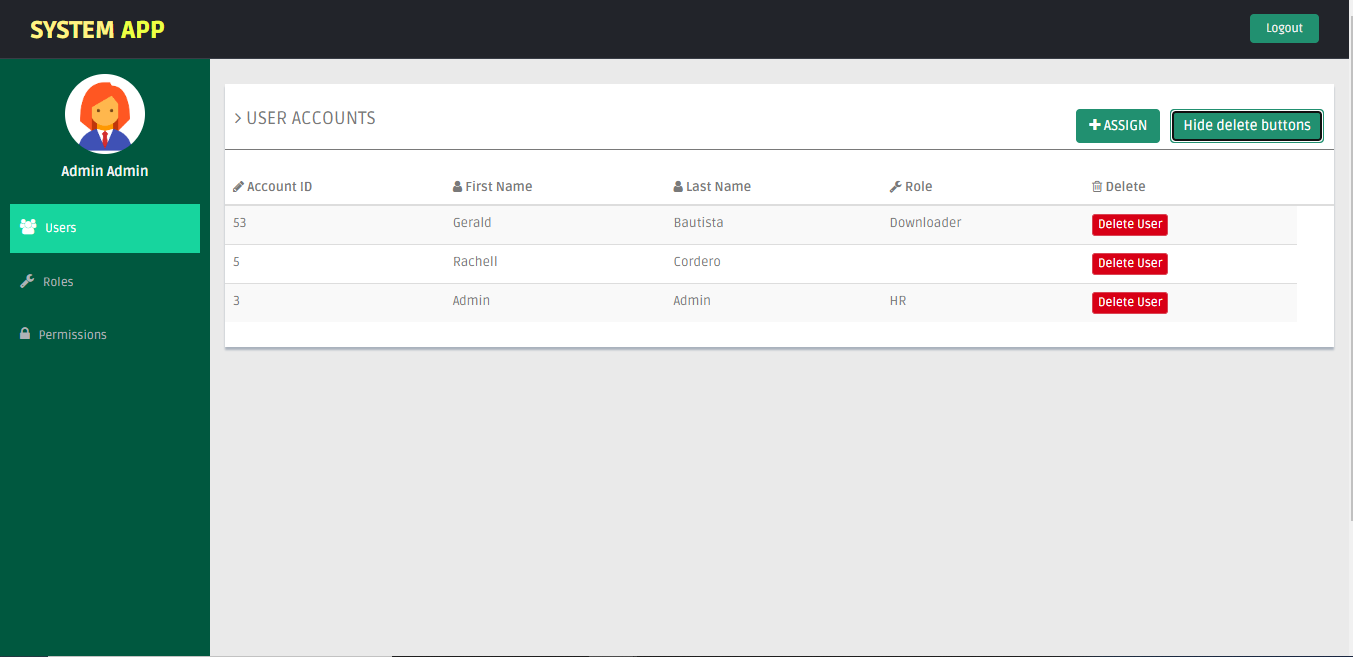 SYSTEM APP
Logout
Admin Admin
Users
Roles
Permissions
USER ACCOUNTS
ASSIGN
Hide delete buttons
Account ID First Name Last Name Role Delete
53 Gerald Bautista Downloader Delete User
5 Rachell Cordero Delete User
3 Admin Admin HR Delete User